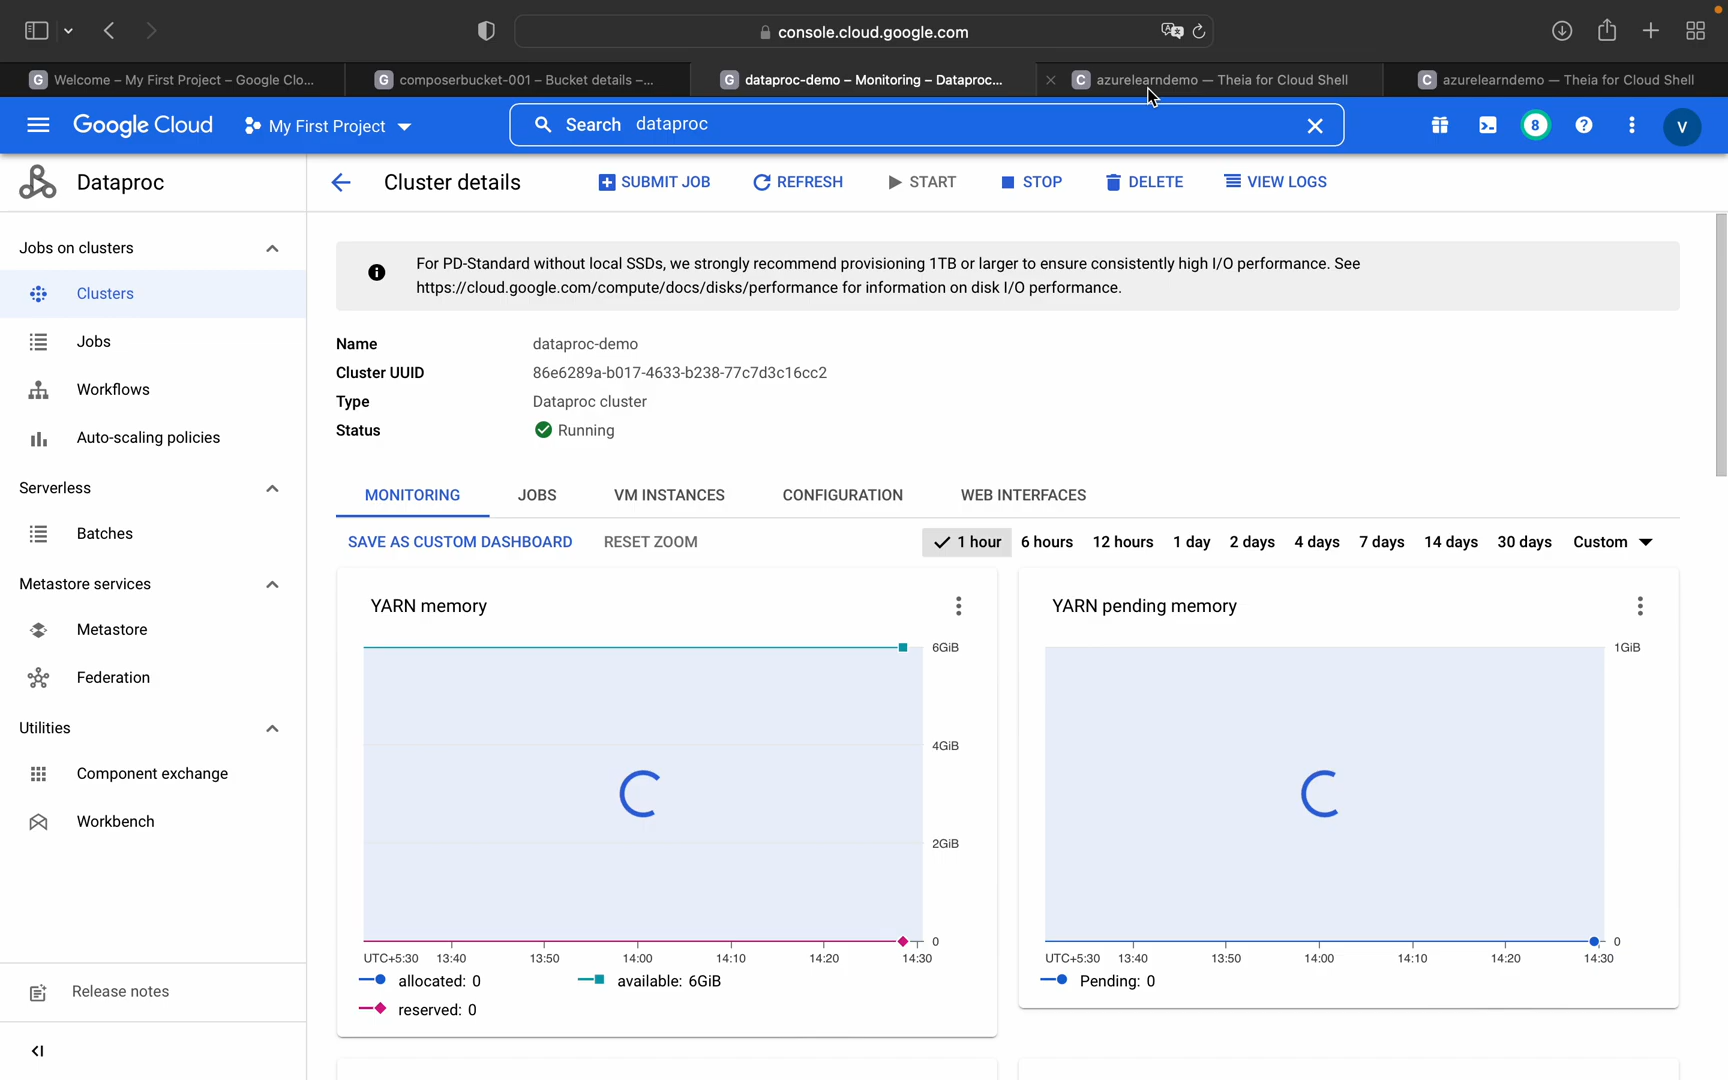 console.cloud.google.com
G Welcome – My First Project – Google Clo...
G composerbucket-001 – Bucket details –...
G dataproc-demo – Monitoring – Dataproc...
C azurelearndemo — Theia for Cloud Shell
C azurelearndemo — Theia for Cloud Shell
Google Cloud
My First Project
Search dataproc
8
V
Dataproc
Cluster details
SUBMIT JOB
REFRESH
START
STOP
DELETE
VIEW LOGS
Jobs on clusters
Clusters
Jobs
Workflows
Auto-scaling policies
Serverless
Batches
Metastore services
Metastore
Federation
Utilities
Component exchange
Workbench
Release notes
For PD-Standard without local SSDs, we strongly recommend provisioning 1TB or larger to ensure consistently high I/O performance. See
https://cloud.google.com/compute/docs/disks/performance for information on disk I/O performance.
Name dataproc-demo
Cluster UUID 86e6289a-b017-4633-b238-77c7d3c16cc2
Type Dataproc cluster
Status Running
MONITORING JOBS VM INSTANCES CONFIGURATION WEB INTERFACES
SAVE AS CUSTOM DASHBOARD RESET ZOOM 1 hour 6 hours 12 hours 1 day 2 days 4 days 7 days 14 days 30 days Custom
YARN memory
6GiB
4GiB
2GiB
0
UTC+5:30 13:40 13:50 14:00 14:10 14:20 14:30
allocated: 0 available: 6GiB
reserved: 0
YARN pending memory
1GiB
0
UTC+5:30 13:40 13:50 14:00 14:10 14:20 14:30
Pending: 0